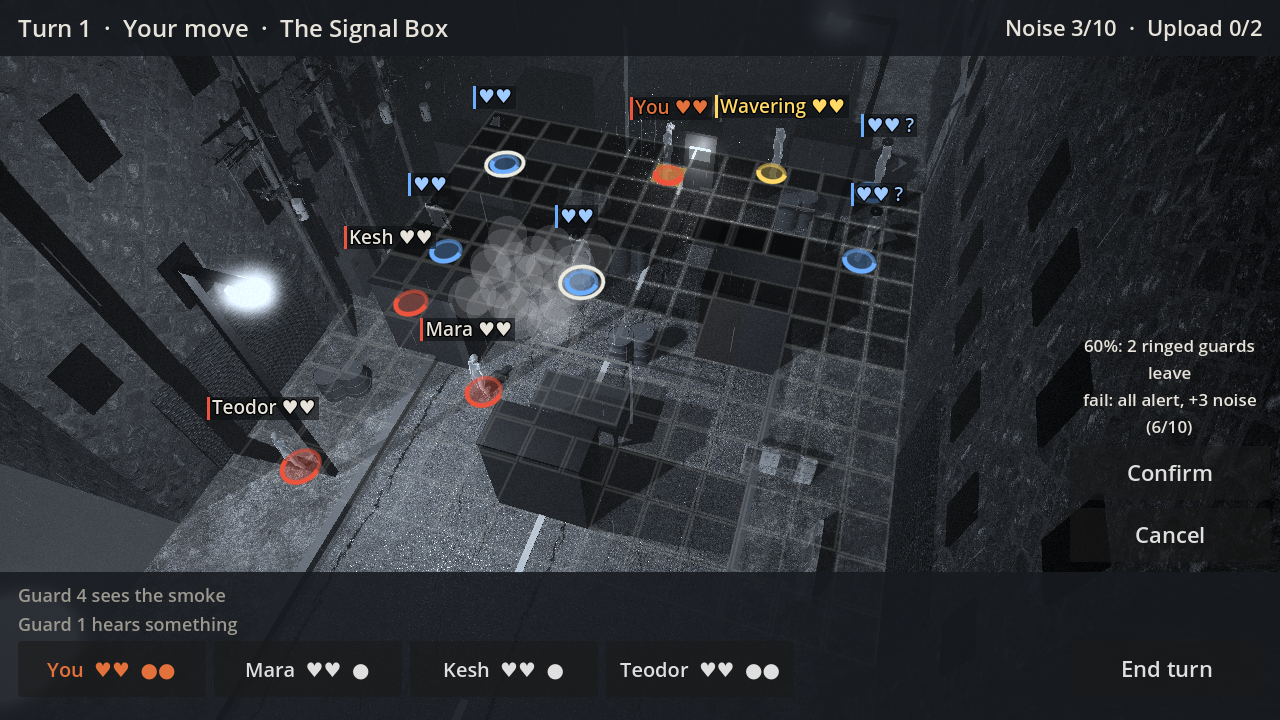 Turn 1 · Your move · The Signal Box
Noise 3/10 · Upload 0/2
♥♥
You ♥♥
Wavering ♥♥
♥♥ ?
♥♥
♥♥ ?
♥♥
Kesh ♥♥
Mara ♥♥
Teodor ♥♥
60%: 2 ringed guards
leave
fail: all alert, +3 noise
(6/10)
Confirm
Cancel
Guard 4 sees the smoke
Guard 1 hears something
You ♥♥ ●●
Mara ♥♥ ●
Kesh ♥♥ ●
Teodor ♥♥ ●●
End turn